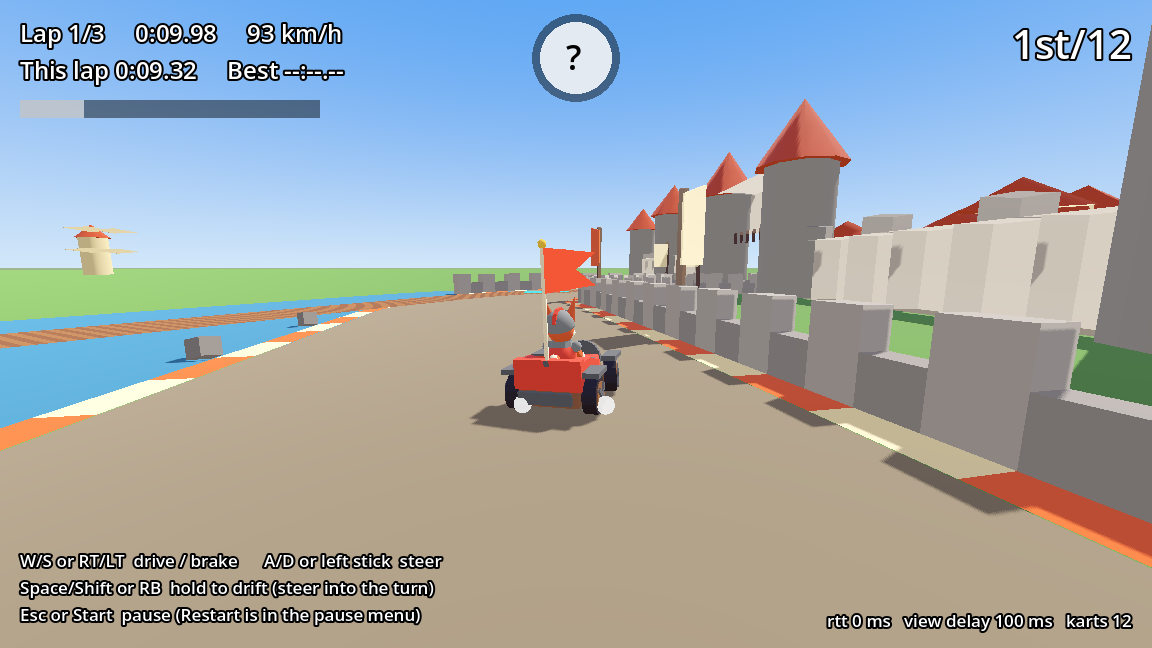 Lap 1/3 0:09.98 93 km/h
This lap 0:09.32 Best --:--.--
?
1st/12
W/S or RT/LT drive / brake A/D or left stick steer
Space/Shift or RB hold to drift (steer into the turn)
Esc or Start pause (Restart is in the pause menu)
rtt 0 ms view delay 100 ms karts 12